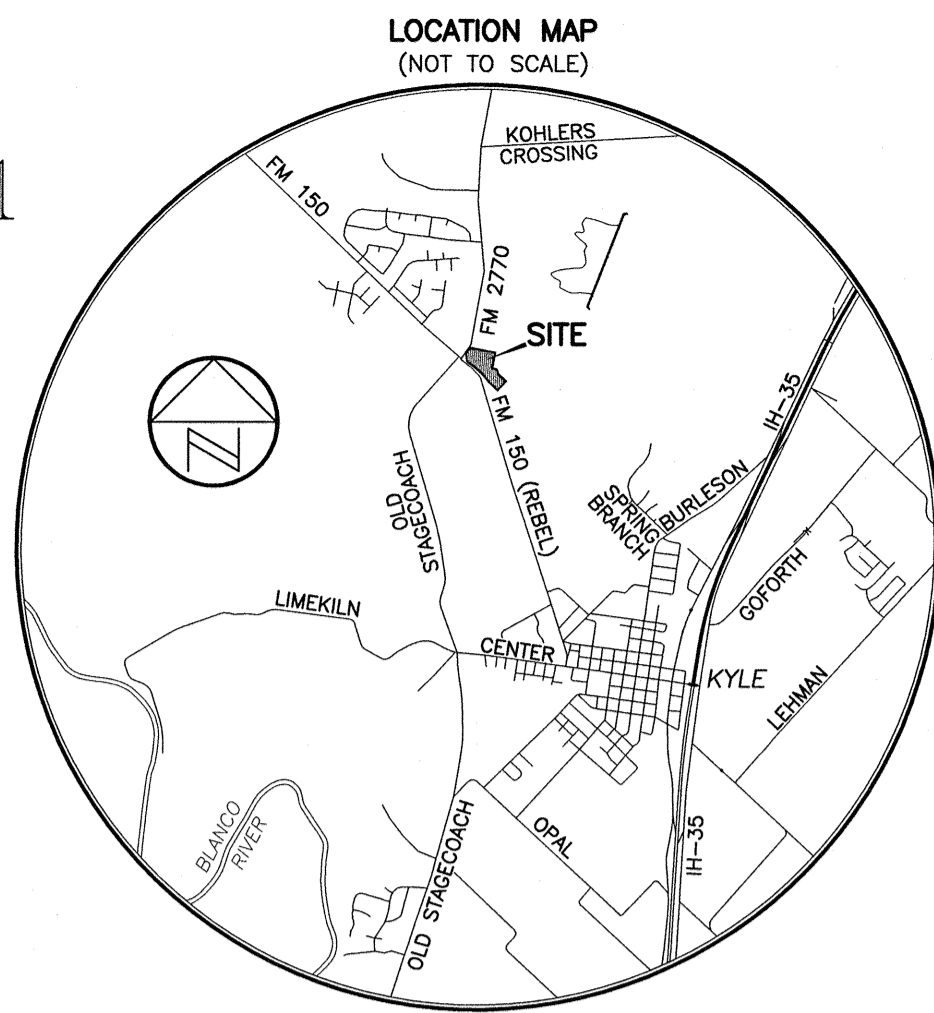 LOCATION MAP
(NOT TO SCALE)
KOHLERS
CROSSING
1
FM 150
FM 2770
SITE
IH-35
N
FM 150 (REBEL)
OLD
STAGECOACH
SPRING
BRANCH
BURLESON
GOFORTH
LIMEKILN
CENTER
KYLE
LEHMAN
BLANCO
RIVER
OPAL
IH-35
OLD STAGECOACH